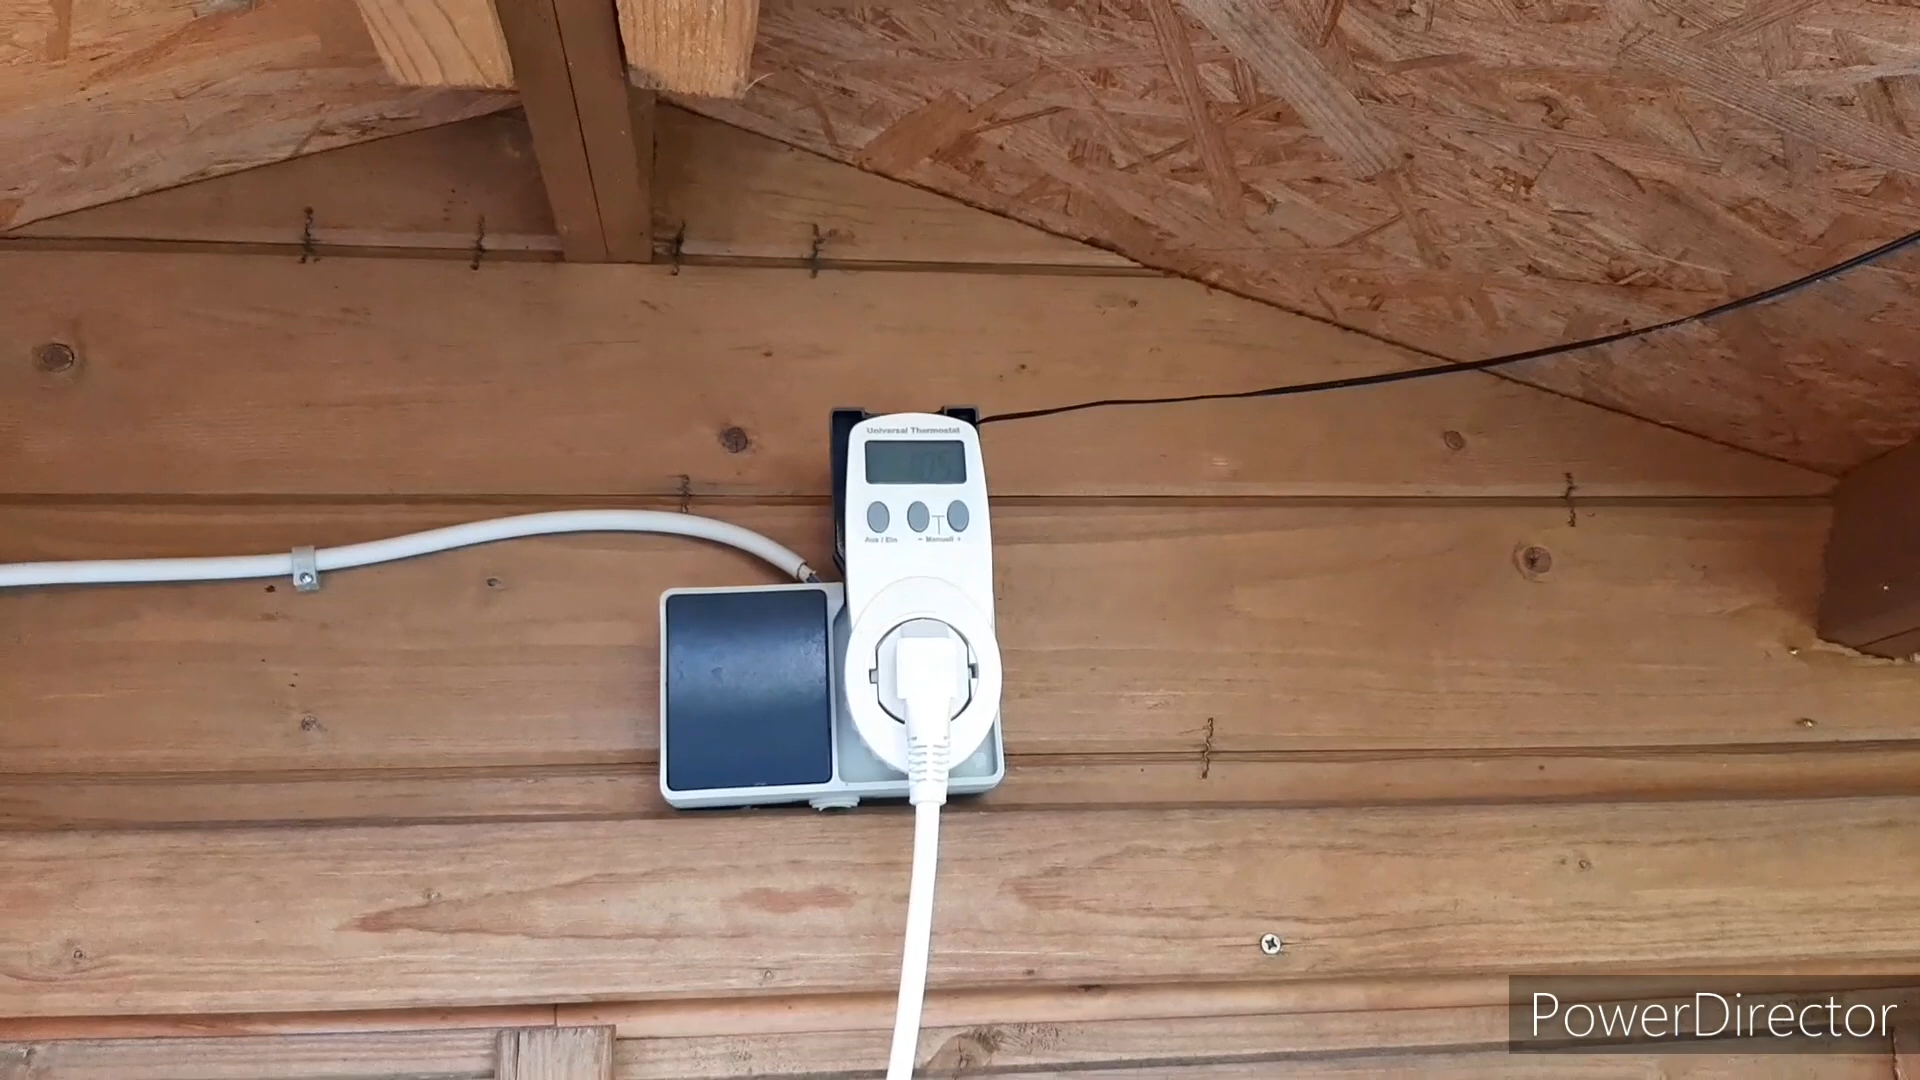 Universal Thermostat
Aus / Ein
- Manuell +
PowerDirector